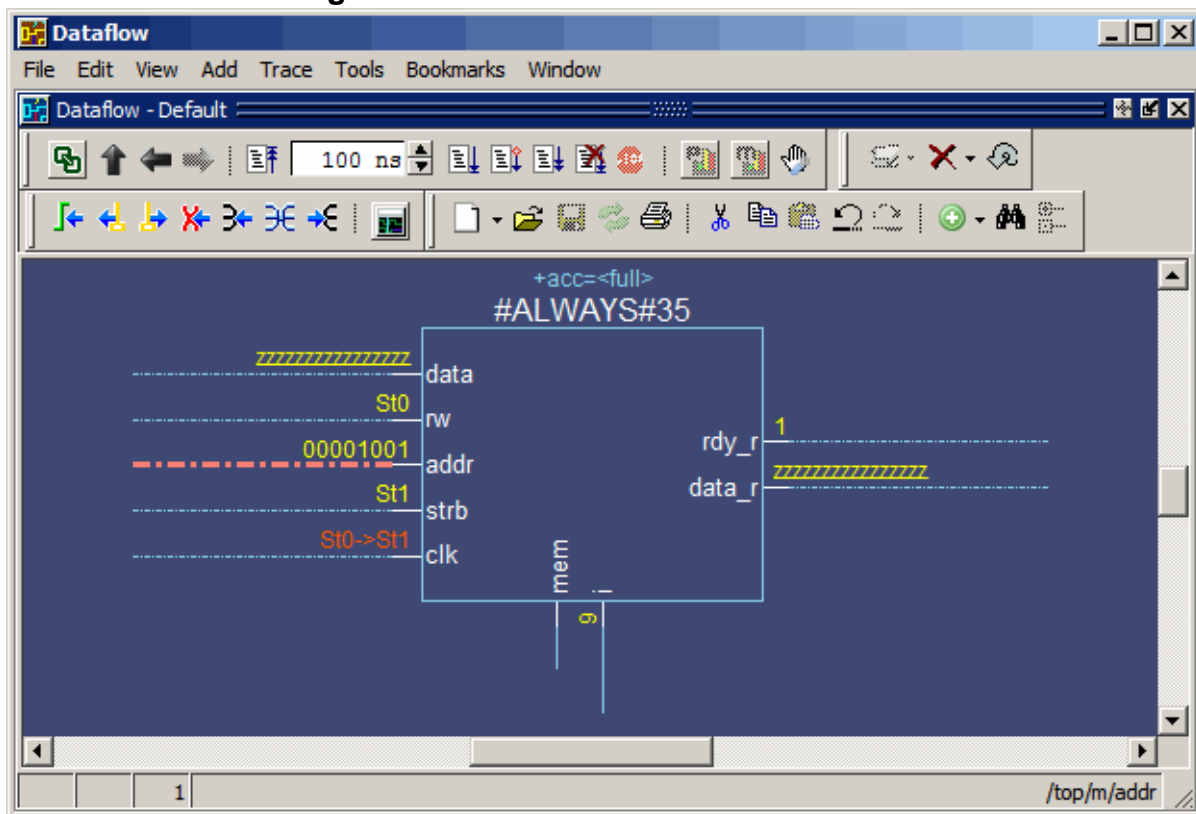 Dataflow
File Edit View Add Trace Tools Bookmarks Window
Dataflow - Default
100 ns
+acc=<full>
#ALWAYS#35
zzzzzzzzzzzzzzzz
data
St0
rw
00001001
addr
St1
strb
St0->St1
clk
rdy_r
1
data_r
zzzzzzzzzzzzzzzz
mem
i
9
1
/top/m/addr